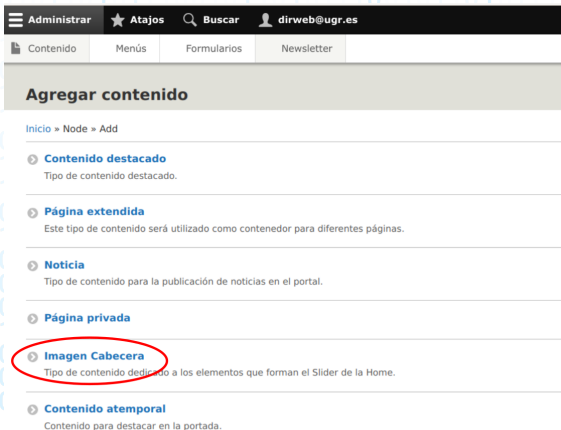 Administrar Atajos Buscar dirweb@ugr.es
Contenido Menús Formularios Newsletter
Agregar contenido
Inicio » Node » Add
Contenido destacado
Tipo de contenido destacado.
Página extendida
Este tipo de contenido será utilizado como contenedor para diferentes páginas.
Noticia
Tipo de contenido para la publicación de noticias en el portal.
Página privada
Imagen Cabecera
Tipo de contenido dedicado a los elementos que forman el Slider de la Home.
Contenido atemporal
Contenido para destacar en la portada.